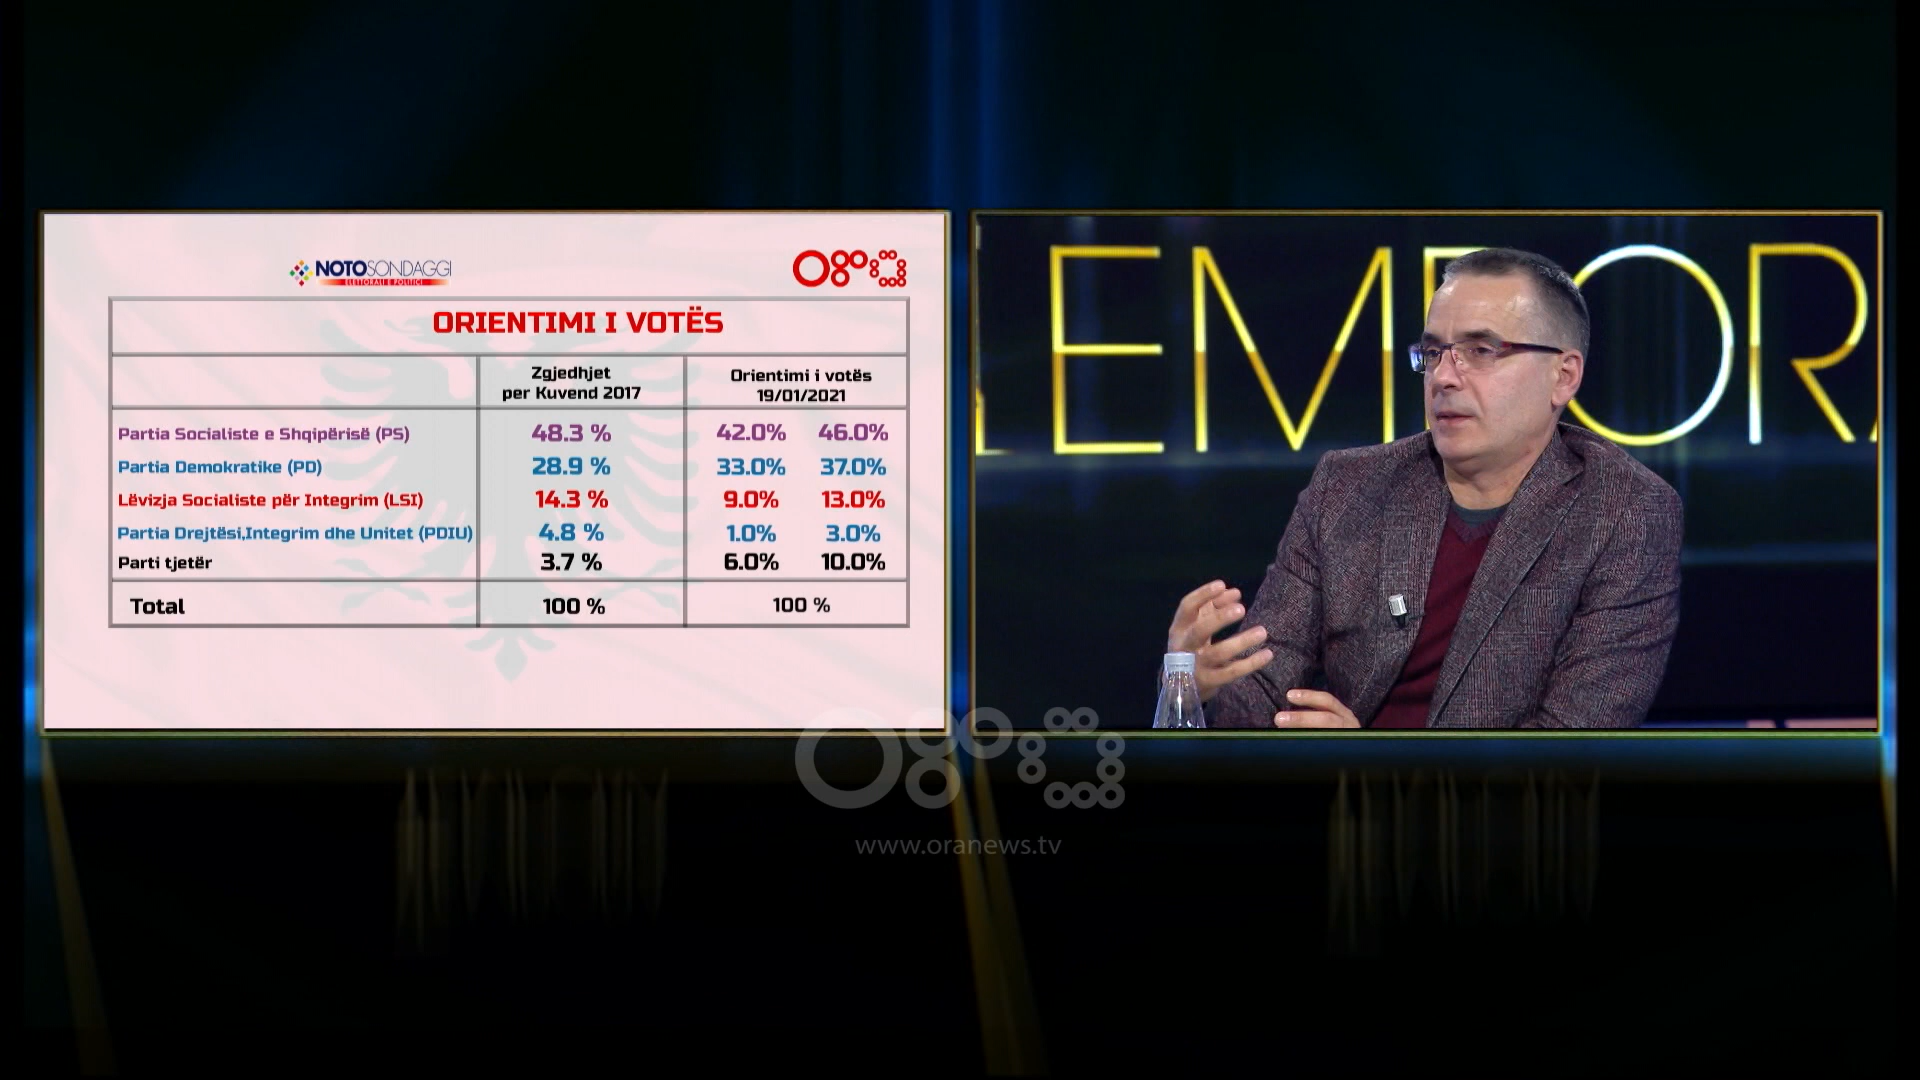 NOTOSONDAGGI
ELETTORALI E POLITICI
ORA
ORIENTIMI I VOTËS
Zgjedhjet
per Kuvend 2017
Orientimi i votës
19/01/2021
Partia Socialiste e Shqipërisë (PS) 48.3 % 42.0% 46.0%
Partia Demokratike (PD) 28.9 % 33.0% 37.0%
Lëvizja Socialiste për Integrim (LSI) 14.3 % 9.0% 13.0%
Partia Drejtësi,Integrim dhe Unitet (PDIU) 4.8 % 1.0% 3.0%
Parti tjetër 3.7 % 6.0% 10.0%
Total 100 % 100 %
EMPORA
ORA
www.oranews.tv